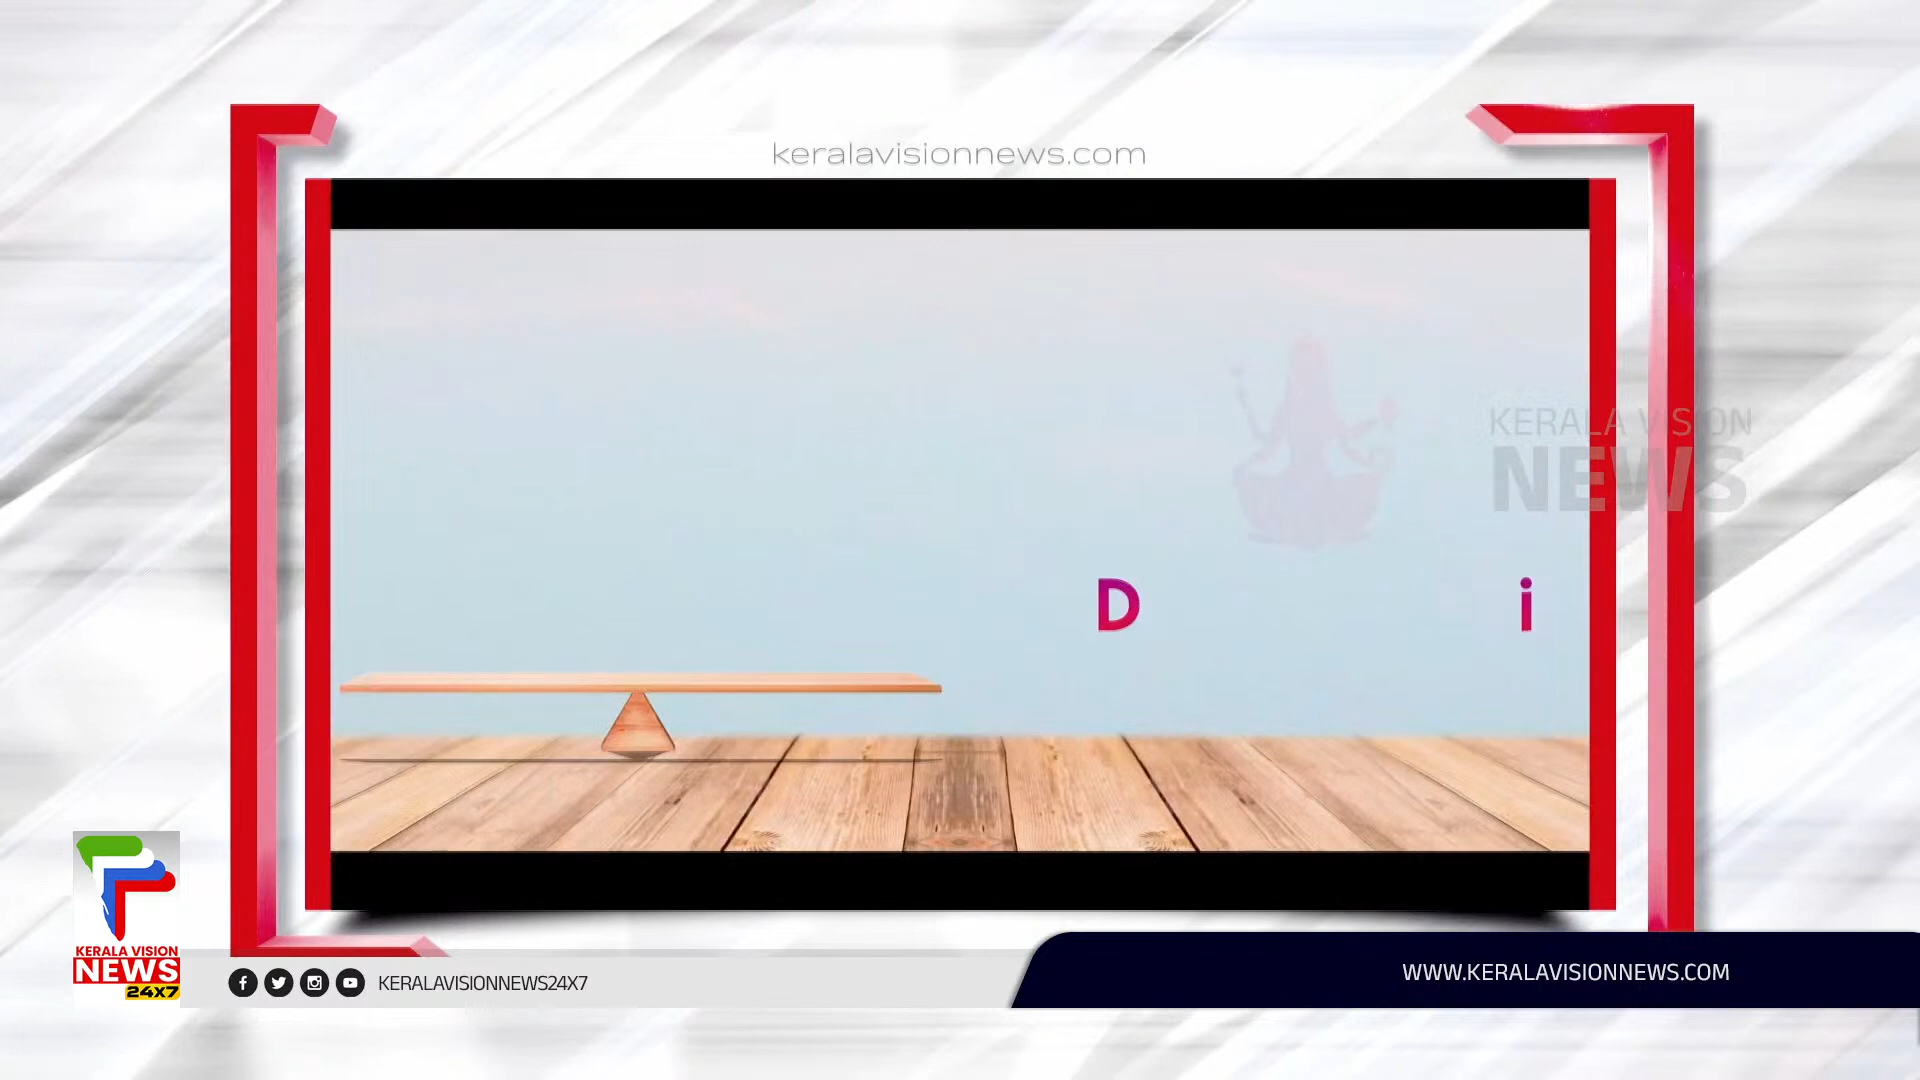 keralavisionnews.com
KERALA VISION
NEWS
D i
KERALA VISION
NEWS
24X7
KERALAVISIONNEWS24X7
WWW.KERALAVISIONNEWS.COM